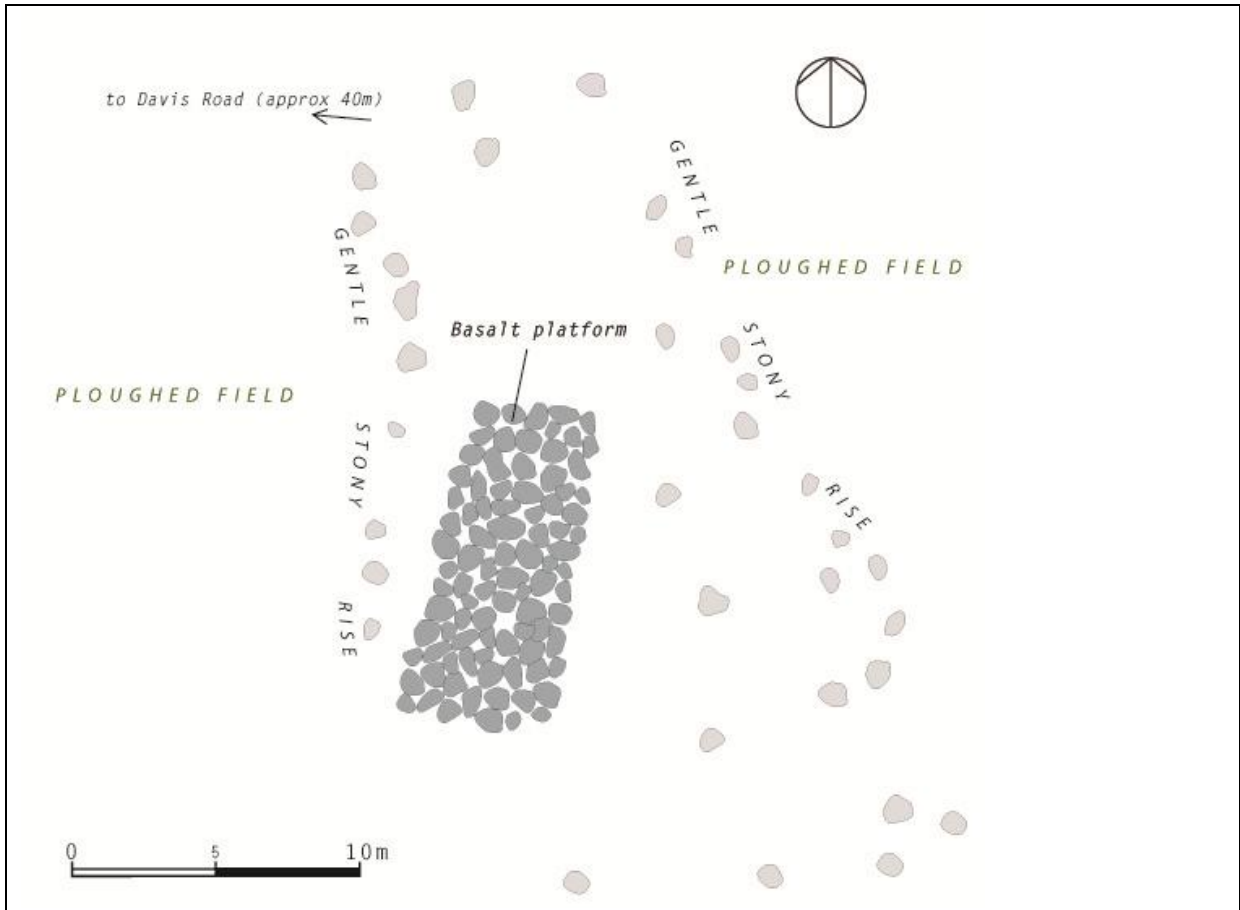 to Davis Road (approx 40m)
GENTLE
GENTLE
PLOUGHED FIELD
Basalt platform
STONY
PLOUGHED FIELD
STONY
RISE
RISE
0 5 10m